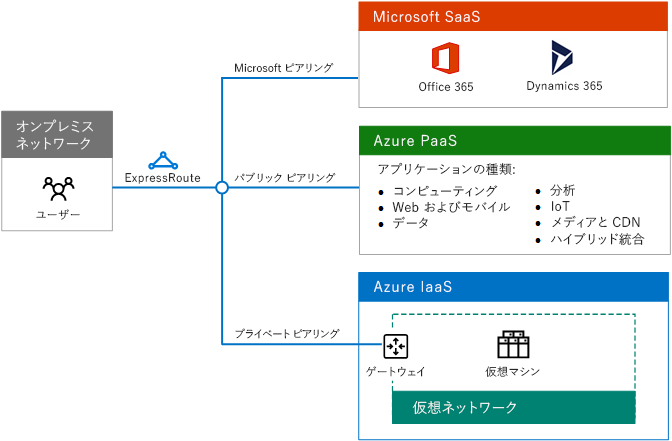 オンプレミス
ネットワーク
ユーザー
ExpressRoute
Microsoft ピアリング
パブリック ピアリング
プライベート ピアリング
Microsoft SaaS
Office 365
Dynamics 365
Azure PaaS
アプリケーションの種類:
• コンピューティング
• Web およびモバイル
• データ
• 分析
• IoT
• メディアと CDN
• ハイブリッド統合
Azure IaaS
ゲートウェイ
仮想マシン
仮想ネットワーク